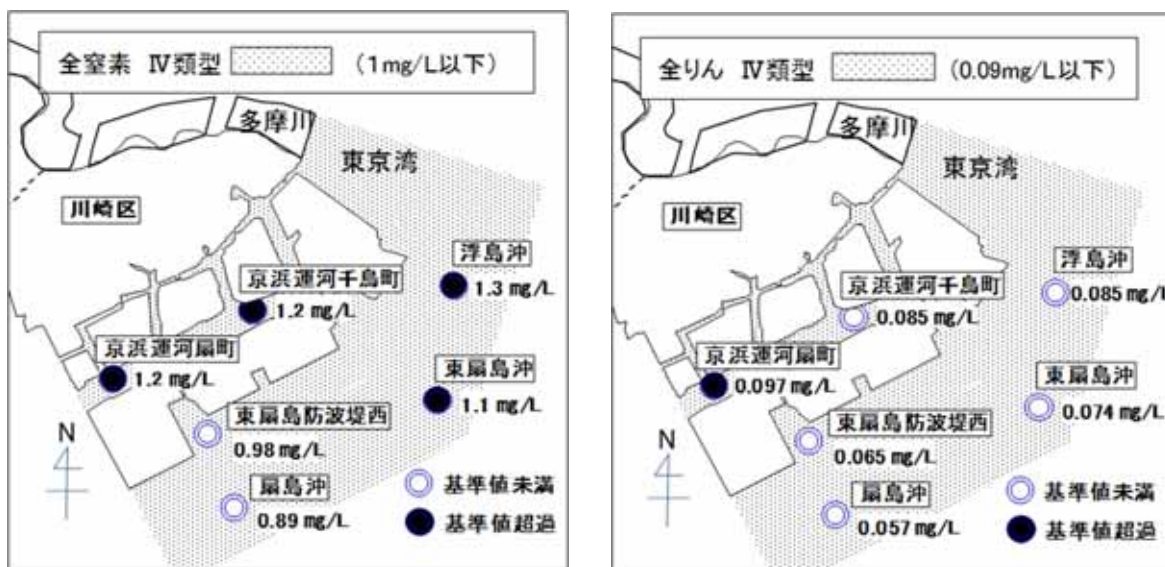 全窒素 Ⅳ類型 (1mg/L以下)
多摩川
東京湾
川崎区
浮島沖
1.3 mg/L
京浜運河千鳥町
1.2 mg/L
京浜運河扇町
1.2 mg/L
東扇島沖
1.1 mg/L
東扇島防波堤西
0.98 mg/L
扇島沖
0.89 mg/L
N
基準値未満
基準値超過
全りん Ⅳ類型 (0.09mg/L以下)
多摩川
東京湾
川崎区
浮島沖
0.085 mg/L
京浜運河千鳥町
0.085 mg/L
京浜運河扇町
0.097 mg/L
東扇島沖
0.074 mg/L
東扇島防波堤西
0.065 mg/L
扇島沖
0.057 mg/L
N
基準値未満
基準値超過